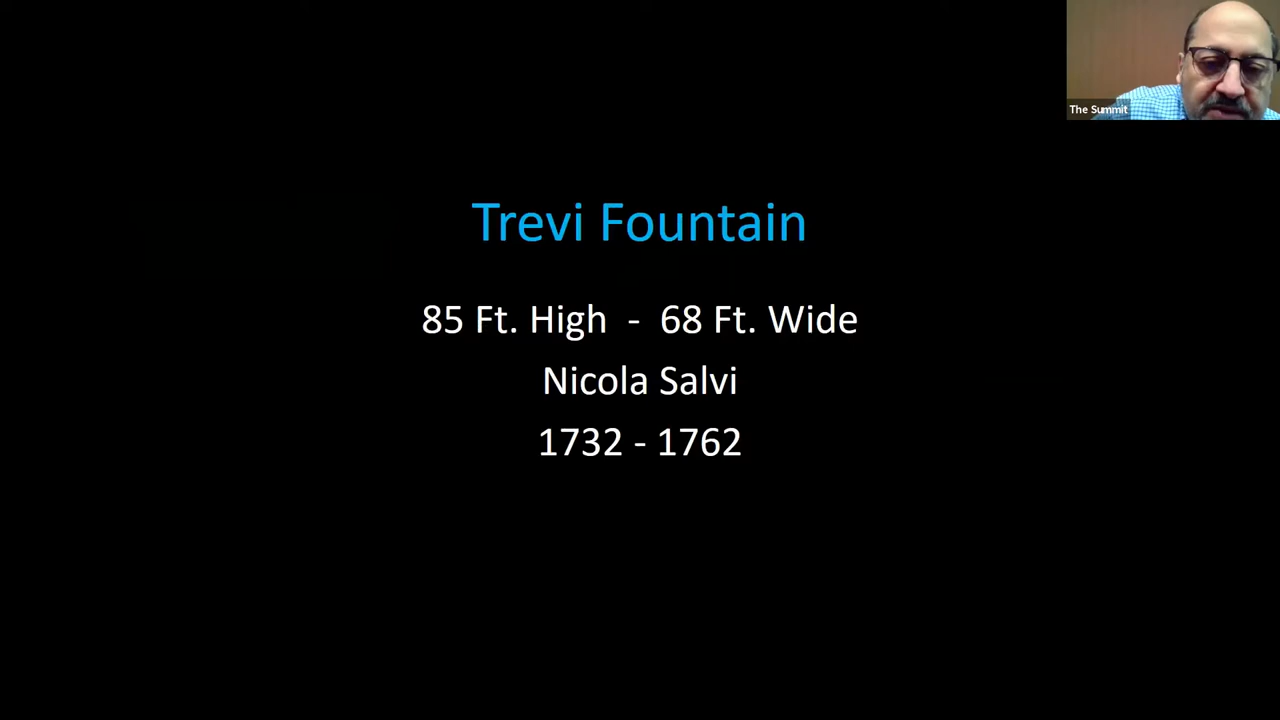 The Summit
Trevi Fountain
85 Ft. High - 68 Ft. Wide
Nicola Salvi
1732 - 1762